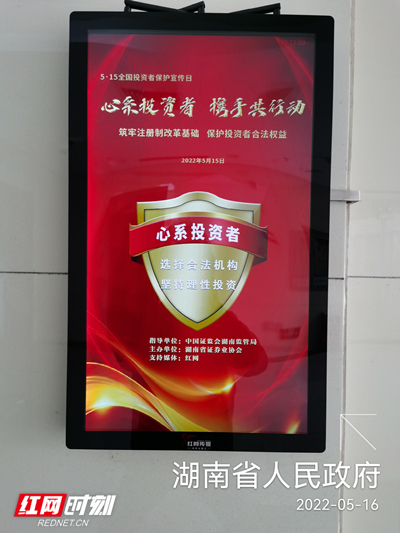 5·15全国投资者保护宣传日
心系投资者 携手共行动
筑牢注册制改革基础 保护投资者合法权益
2022年5月15日
心系投资者
选择合法机构
坚持理性投资
指导单位：中国证监会湖南监管局
主办单位：湖南省证券业协会
支持媒体：红网
红网传媒
湖南省人民政府
2022-05-16
红网时刻
REDNET.CN